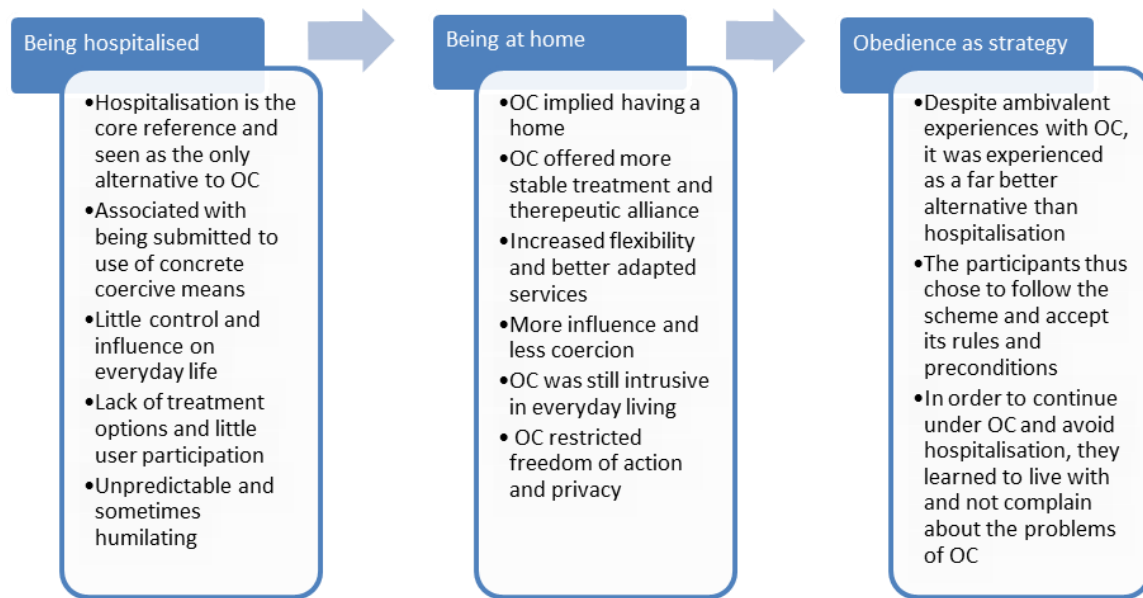 Being hospitalised
•Hospitalisation is the
core reference and
seen as the only
alternative to OC
•Associated with
being submitted to
use of concrete
coercive means
•Little control and
influence on
everyday life
•Lack of treatment
options and little
user participation
•Unpredictable and
sometimes
humilating
Being at home
•OC implied having a
home
•OC offered more
stable treatment and
therepeutic alliance
•Increased flexibility
and better adapted
services
•More influence and
less coercion
•OC was still intrusive
in everyday living
• OC restricted
freedom of action
and privacy
Obedience as strategy
•Despite ambivalent
experiences with OC,
it was experienced
as a far better
alternative than
hospitalisation
•The participants thus
chose to follow the
scheme and accept
its rules and
preconditions
•In order to continue
under OC and avoid
hospitalisation, they
learned to live with
and not complain
about the problems
of OC